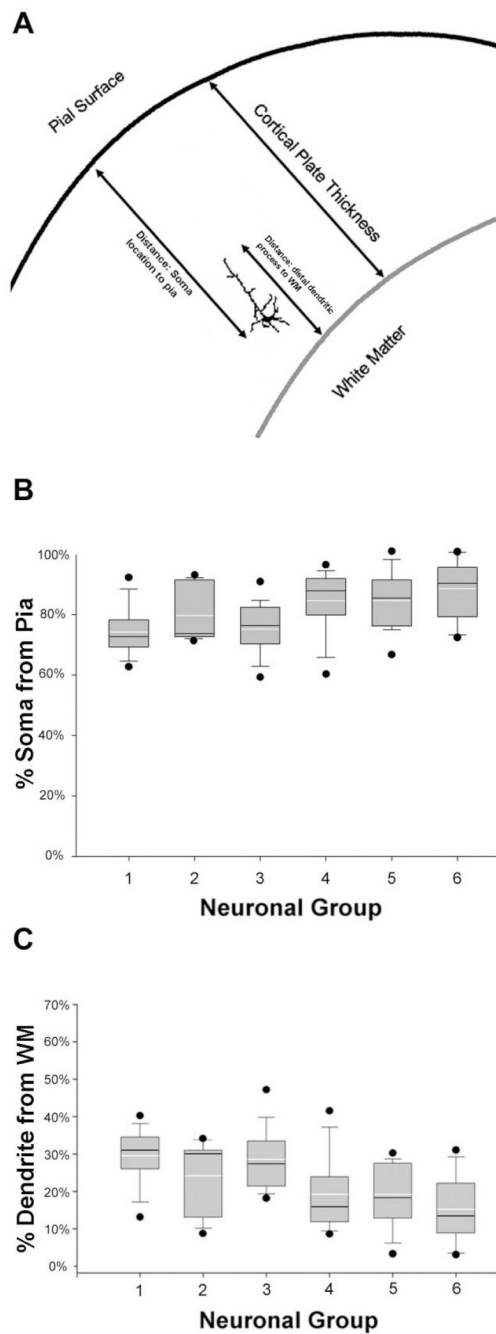 A
Pial Surface
Cortical Plate Thickness
Distance: Soma
location to pia
Distance: distal dendritic
process to WM
White Matter
B
100%
80%
60%
40%
20%
0%
% Soma from Pia
1 2 3 4 5 6
Neuronal Group
C
70%
60%
50%
40%
30%
20%
10%
0%
% Dendrite from WM
1 2 3 4 5 6
Neuronal Group